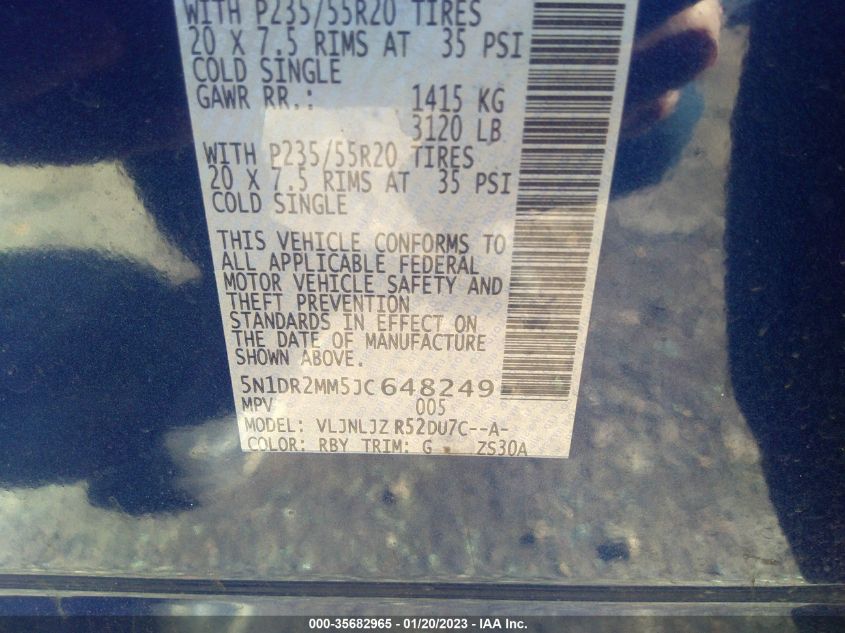 WITH P235/55R20 TIRES
20 X 7.5 RIMS AT 35 PSI
COLD SINGLE
GAWR RR.: 1415 KG
3120 LB
WITH P235/55R20 TIRES
20 X 7.5 RIMS AT 35 PSI
COLD SINGLE
THIS VEHICLE CONFORMS TO
ALL APPLICABLE FEDERAL
MOTOR VEHICLE SAFETY AND
THEFT PREVENTION
STANDARDS IN EFFECT ON
THE DATE OF MANUFACTURE
SHOWN ABOVE.
5N1DR2MM5JC648249
MPV 005
MODEL: VLJNLJZ R52DU7C--A-
COLOR: RBY TRIM: G ZS30A
000-35682965 - 01/20/2023 - IAA Inc.